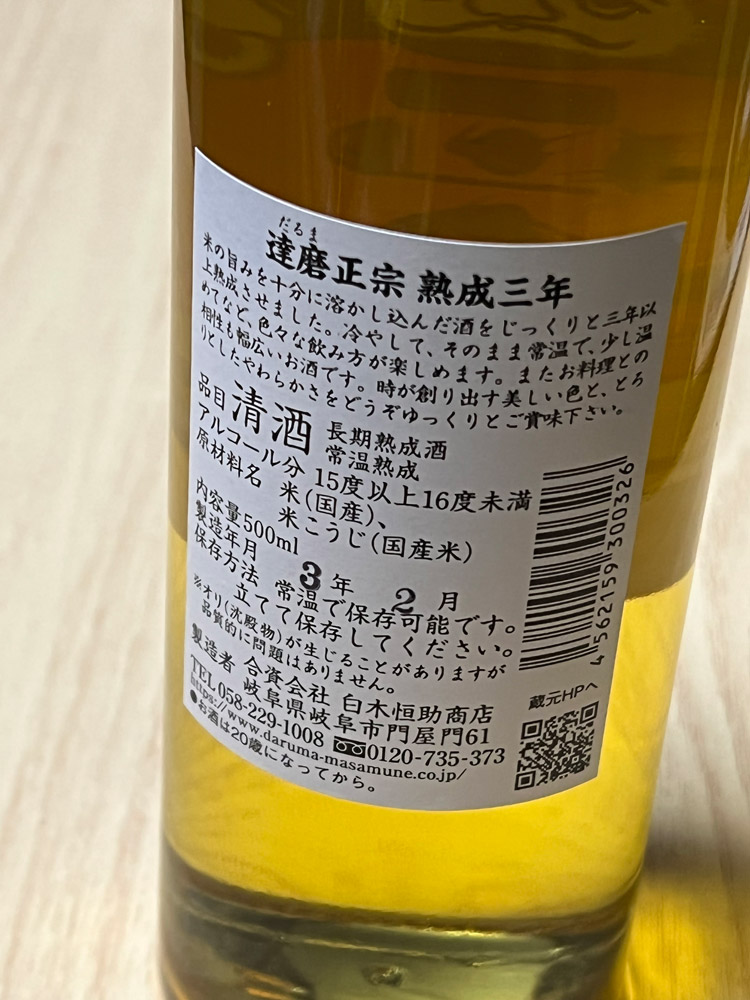 だるま
達磨正宗 熟成三年
米の旨みを十分に溶かし込んだ酒をじっくりと三年以
上熟成させました。冷やして、そのまま常温で、少し温
めてなど、色々な飲み方が楽しめます。またお料理との
相性も幅広いお酒です。時が創り出す美しい色と、とろ
りとしたやわらかさをどうぞゆっくりとご賞味下さい。
品目 清酒 長期熟成酒
常温熟成
アルコール分 15度以上16度未満
原材料名 米(国産)、
米こうじ(国産米)
内容量500ml
製造年月 3年 2月
保存方法 常温で保存可能です。
立てて保存してください。
※オリ(沈殿物)が生じることがありますが
品質的に問題はありません。
製造者 合資会社 白木恒助商店
岐阜県岐阜市門屋門61
TEL 058-229-1008 0120-735-373
https://www.daruma-masamune.co.jp/
●お酒は20歳になってから。
4 562159 300326
蔵元HPへ